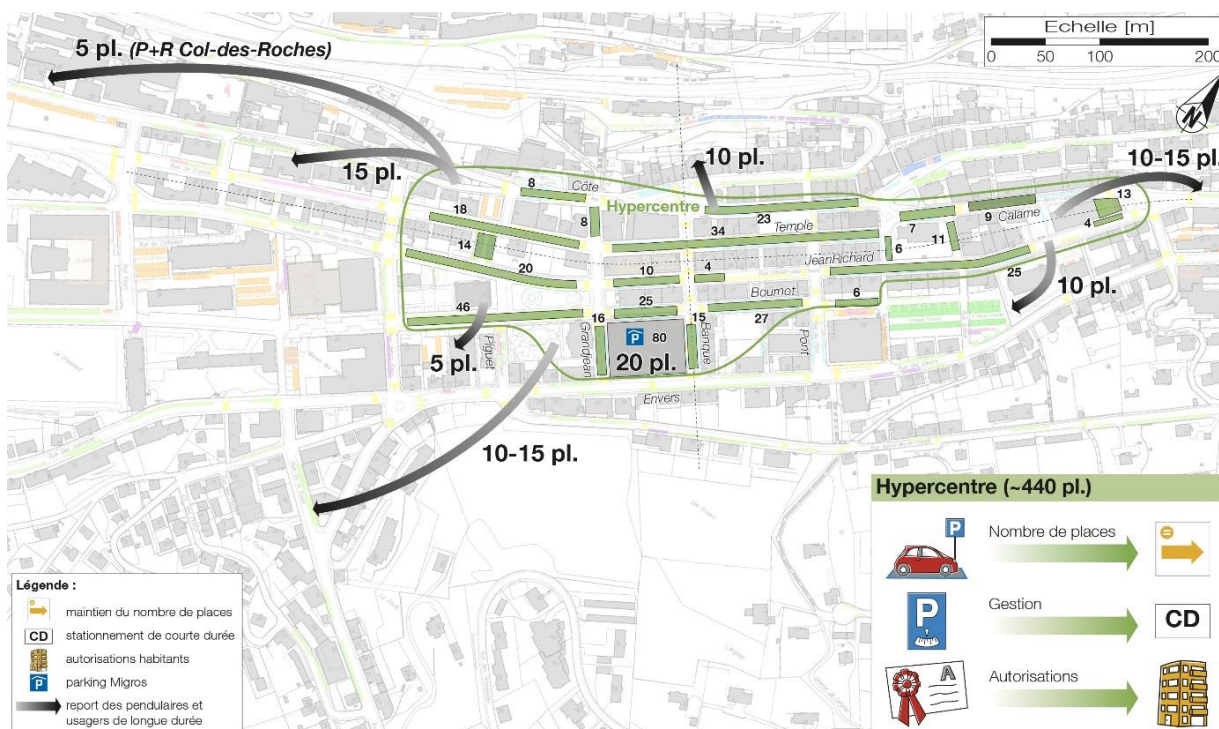 5 pl. (P+R Col-des-Roches)
Echelle [m]
0 50 100 200
N
15 pl.
10 pl.
10-15 pl.
8
Côte
Hypercentre
13
18
8
23
9
Calame
4
34
Temple
7
14
6
11
JeanRichard
20
10
4
25
46
25
Bournot
6
10 pl.
16
15
27
P
80
20 pl.
Grandjean
Banque
Pont
Piguet
5 pl.
Envers
10-15 pl.
Hypercentre (~440 pl.)
P
Nombre de places
=
P
Gestion
CD
A
Autorisations
Légende :
maintien du nombre de places
CD
stationnement de courte durée
autorisations habitants
P
parking Migros
report des pendulaires et
usagers de longue durée